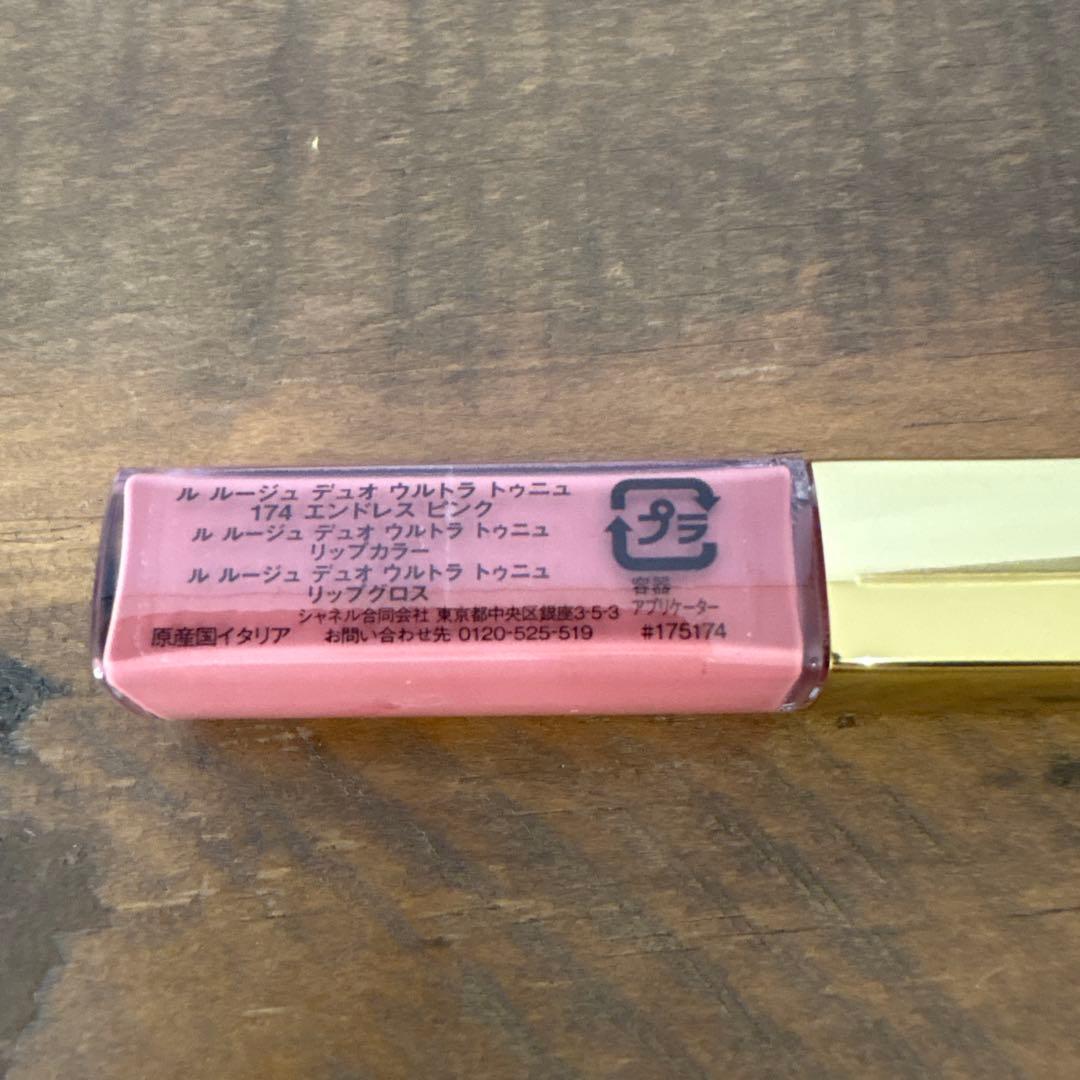 ル ルージュ デュオ ウルトラ トゥニュ
174 エンドレス ピンク
ル ルージュ デュオ ウルトラ トゥニュ
リップカラー
ル ルージュ デュオ ウルトラ トゥニュ
リップグロス
シャネル合同会社 東京都中央区銀座3-5-3
原産国イタリア お問い合わせ先 0120-525-519
プラ
容器
アプリケーター
#175174